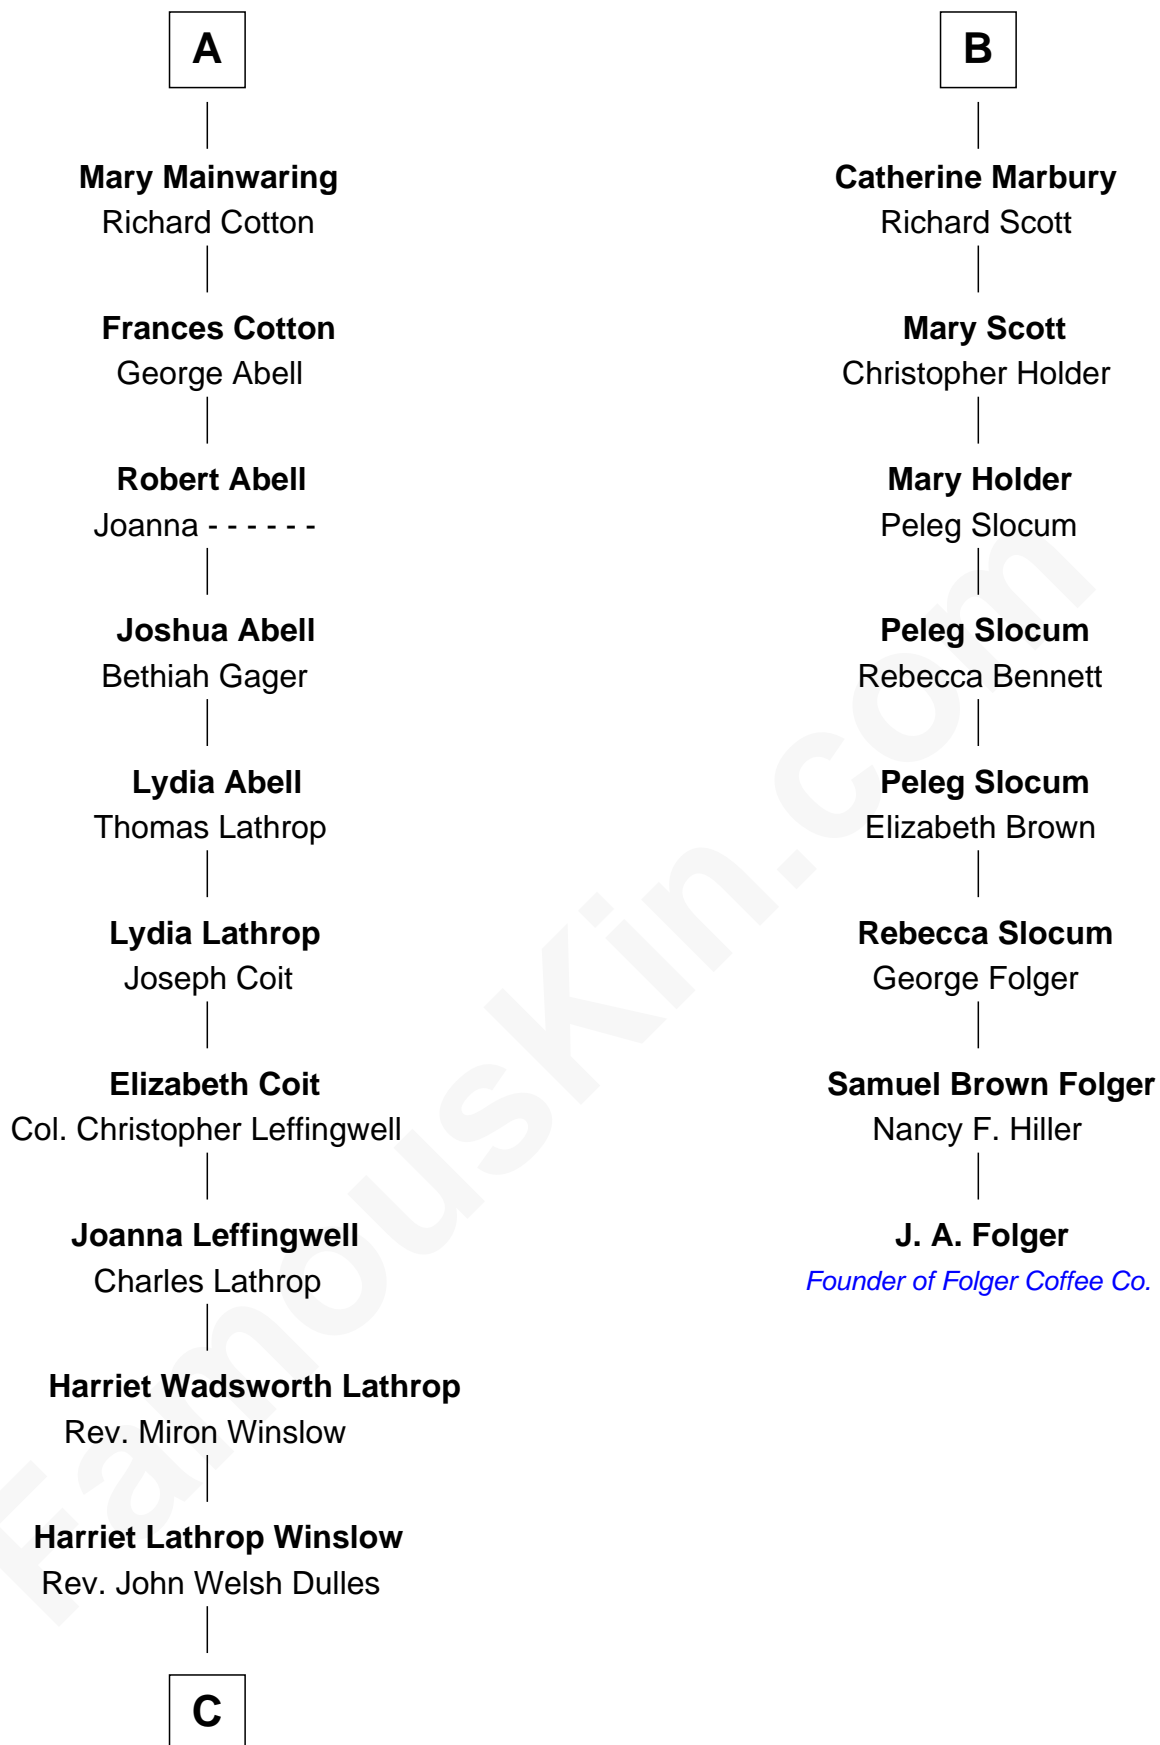 A
Mary Mainwaring
Richard Cotton
Frances Cotton
George Abell
Robert Abell
Joanna - - - - - -
Joshua Abell
Bethiah Gager
Lydia Abell
Thomas Lathrop
Lydia Lathrop
Joseph Coit
Elizabeth Coit
Col. Christopher Leffingwell
Joanna Leffingwell
Charles Lathrop
Harriet Wadsworth Lathrop
Rev. Miron Winslow
Harriet Lathrop Winslow
Rev. John Welsh Dulles
C
B
Catherine Marbury
Richard Scott
Mary Scott
Christopher Holder
Mary Holder
Peleg Slocum
Peleg Slocum
Rebecca Bennett
Peleg Slocum
Elizabeth Brown
Rebecca Slocum
George Folger
Samuel Brown Folger
Nancy F. Hiller
J. A. Folger
Founder of Folger Coffee Co.
FamousKin.com